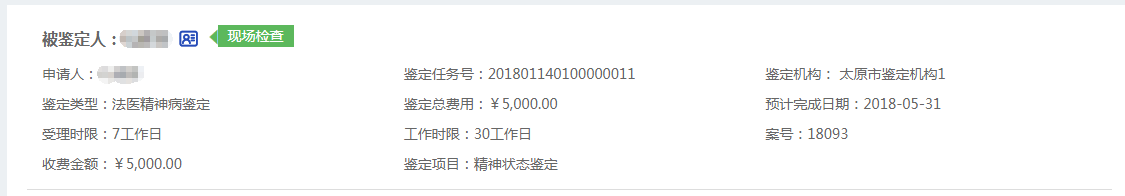 被鉴定人： 现场检查
申请人： 鉴定任务号：201801140100000011 鉴定机构： 太原市鉴定机构1
鉴定类型：法医精神病鉴定 鉴定总费用：￥5,000.00 预计完成日期：2018-05-31
受理时限：7工作日 工作时限：30工作日 案号：18093
收费金额：￥5,000.00 鉴定项目：精神状态鉴定